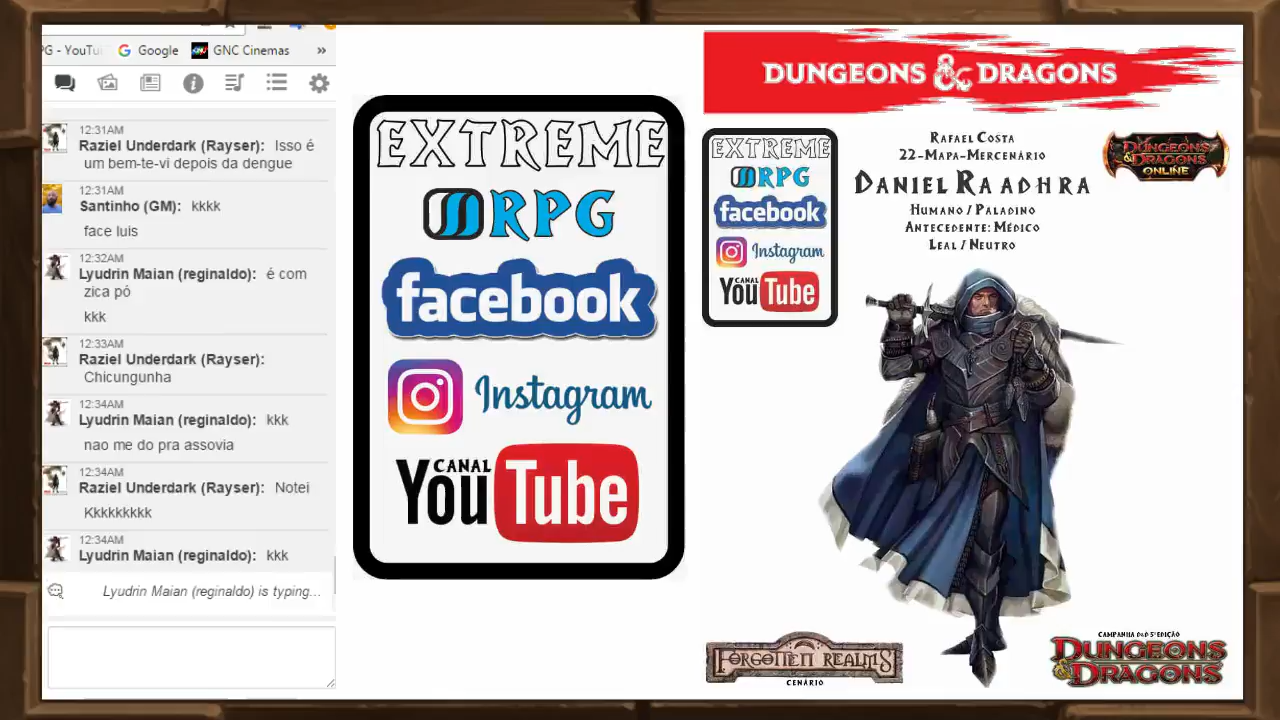 PG - YouTu
Google
GNC Cinemas
»
12:31AM
Raziel Underdark (Rayser): Isso é
um bem-te-vi depois da dengue
12:31AM
Santinho (GM): kkkk
face luis
12:32AM
Lyudrin Maian (reginaldo): é com
zica pó
kkk
12:33AM
Raziel Underdark (Rayser):
Chicungunha
12:34AM
Lyudrin Maian (reginaldo): kkk
nao me do pra assovia
12:34AM
Raziel Underdark (Rayser): Notei
Kkkkkkkkk
12:34AM
Lyudrin Maian (reginaldo): kkk
Lyudrin Maian (reginaldo) is typing...
EXTREME
RPG
facebook
Instagram
CANAL
YouTube
DUNGEONS & DRAGONS
EXTREME
RPG
facebook
Instagram
CANAL
YouTube
Rafael Costa
22-Mapa-Mercenário
Daniel Ra adhra
Humano / Paladino
Antecedente: Médico
Leal / Neutro
DUNGEONS
& DRAGONS
ONLINE
FORGOTTEN REALMS
CENÁRIO
CAMPANHA D&D 5ª EDIÇÃO
DUNGEONS
& DRAGONS